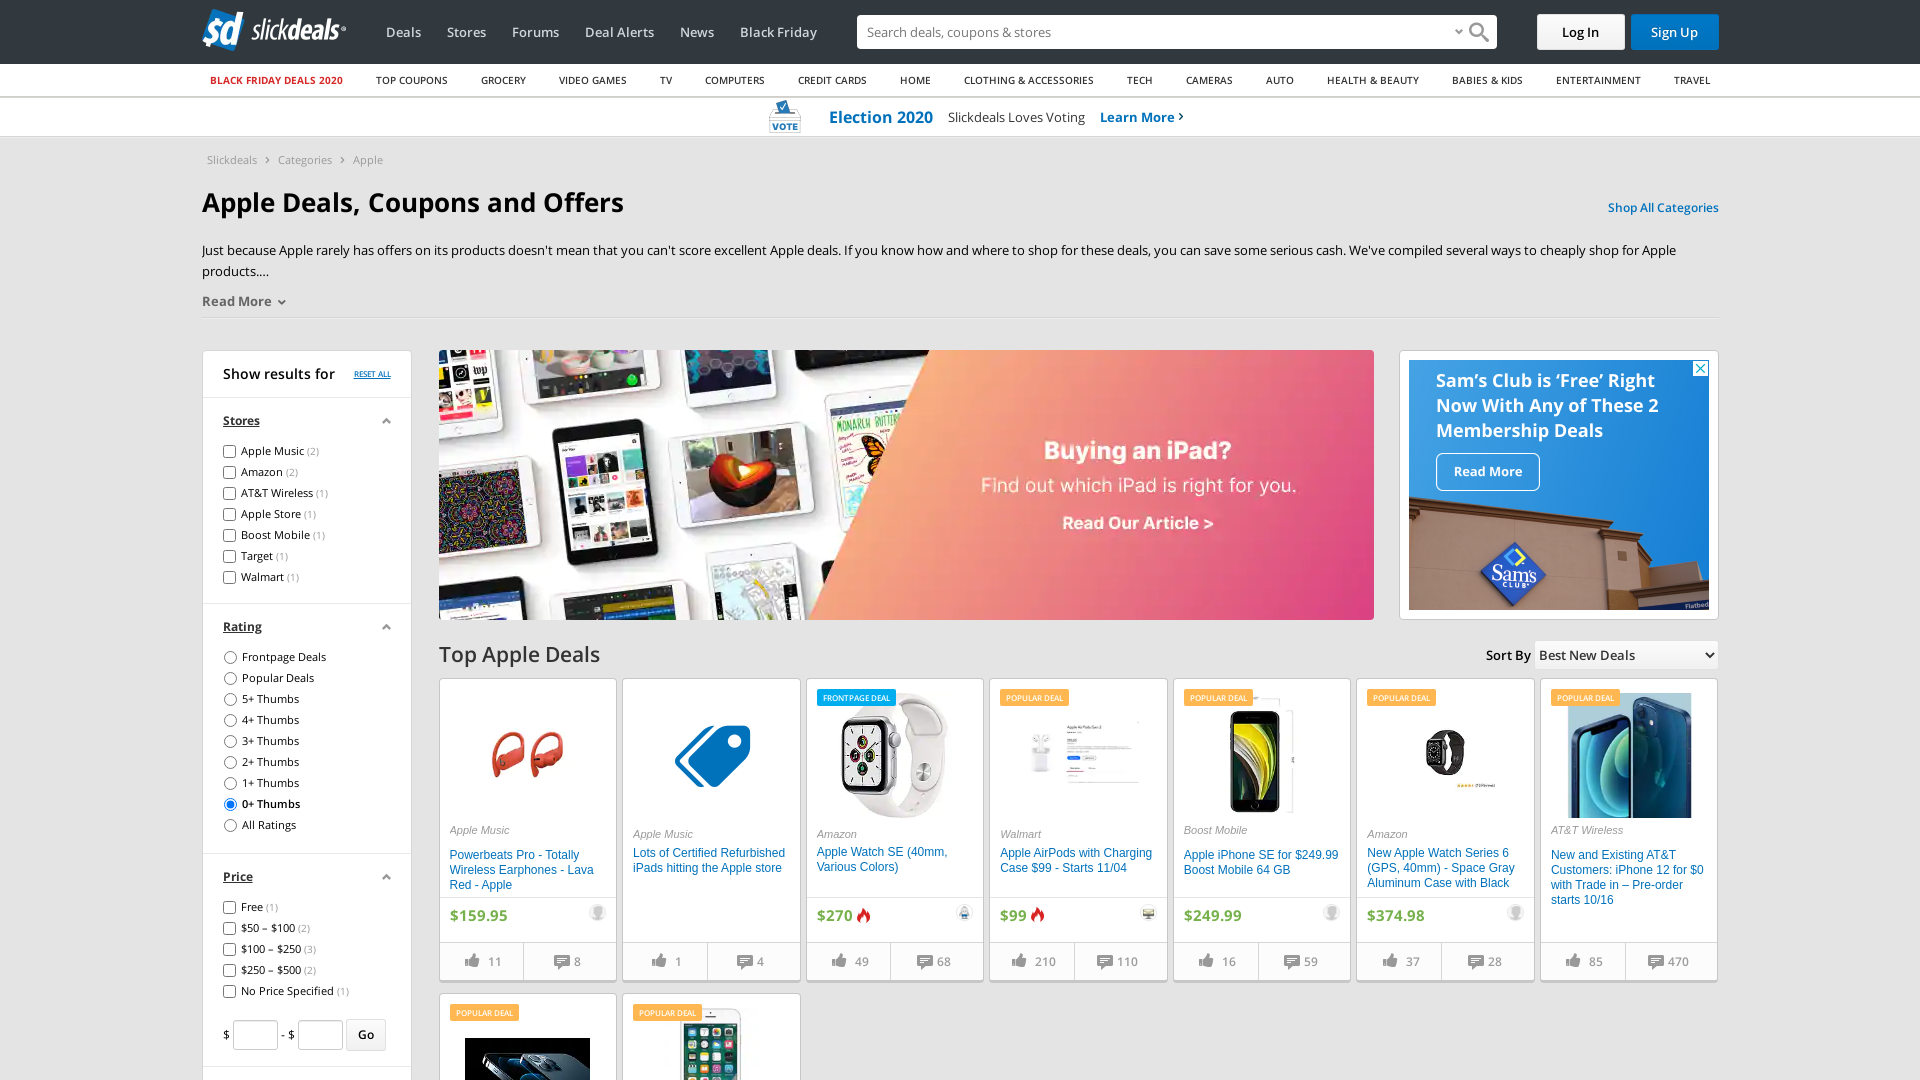 slickdeals
Deals
Stores
Forums
Deal Alerts
News
Black Friday
Search deals, coupons & stores
Log In
Sign Up
BLACK FRIDAY DEALS 2020
TOP COUPONS
GROCERY
VIDEO GAMES
TV
COMPUTERS
CREDIT CARDS
HOME
CLOTHING & ACCESSORIES
TECH
CAMERAS
AUTO
HEALTH & BEAUTY
BABIES & KIDS
ENTERTAINMENT
TRAVEL
VOTE
Election 2020
Slickdeals Loves Voting
Learn More
Slickdeals
Categories
Apple
Apple Deals, Coupons and Offers
Shop All Categories
Just because Apple rarely has offers on its products doesn't mean that you can't score excellent Apple deals. If you know how and where to shop for these deals, you can save some serious cash. We've compiled several ways to cheaply shop for Apple
products....
Read More
Show results for
RESET ALL
Stores
Apple Music (2)
Amazon (2)
AT&T Wireless (1)
Apple Store (1)
Boost Mobile (1)
Target (1)
Walmart (1)
Rating
Frontpage Deals
Popular Deals
5+ Thumbs
4+ Thumbs
3+ Thumbs
2+ Thumbs
1+ Thumbs
0+ Thumbs
All Ratings
Price
Free (1)
$50 – $100 (2)
$100 – $250 (3)
$250 – $500 (2)
No Price Specified (1)
$ - $ Go
MONARCH BUTTERF
Buying an iPad?
Find out which iPad is right for you.
Read Our Article >
Sam's Club is 'Free' Right
Now With Any of These 2
Membership Deals
Read More
Sam's
CLUB
Top Apple Deals
Sort By Best New Deals
Apple Music
Powerbeats Pro - Totally
Wireless Earphones - Lava
Red - Apple
$159.95
11
8
Apple Music
Lots of Certified Refurbished
iPads hitting the Apple store
1
4
FRONTPAGE DEAL
Amazon
Apple Watch SE (40mm,
Various Colors)
$270
49
68
POPULAR DEAL
Walmart
Apple AirPods with Charging
Case $99 - Starts 11/04
$99
210
110
POPULAR DEAL
Boost Mobile
Apple iPhone SE for $249.99
Boost Mobile 64 GB
$249.99
16
59
POPULAR DEAL
Amazon
New Apple Watch Series 6
(GPS, 40mm) - Space Gray
Aluminum Case with Black
$374.98
37
28
POPULAR DEAL
AT&T Wireless
New and Existing AT&T
Customers: iPhone 12 for $0
with Trade in – Pre-order
starts 10/16
85
470
POPULAR DEAL
POPULAR DEAL